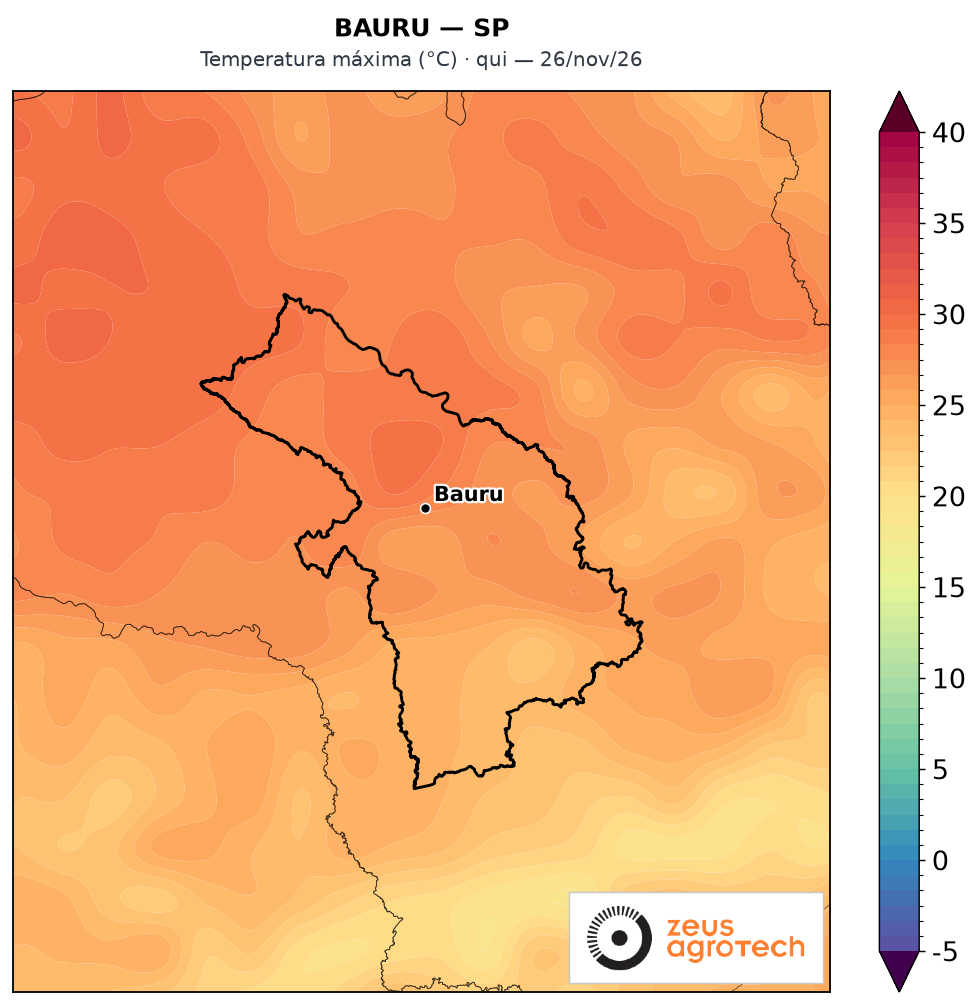 BAURU — SP
Temperatura máxima (°C) · qui — 26/nov/26
40
35
30
25
20
15
10
5
0
-5
Bauru
zeus
agrotech